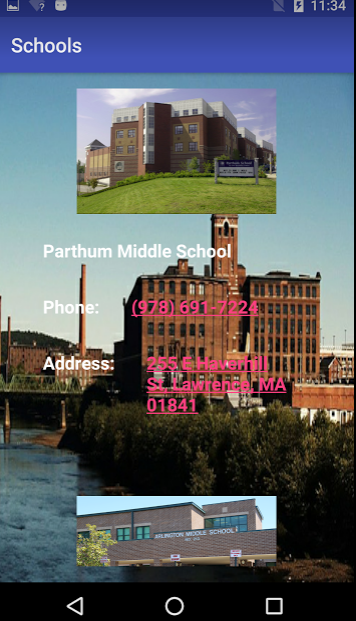 11:34
Schools
Parthum Middle School
Phone: (978) 691-7224
Address: 255 E Haverhill
St, Lawrence, MA
01841
ARLINGTON MIDDLE SCHOOL